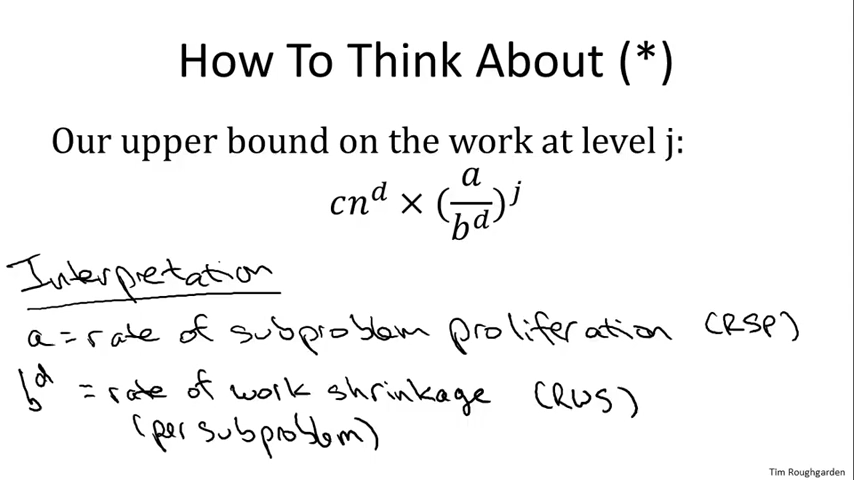 How To Think About (*)
Our upper bound on the work at level j:
cn^d × (a/b^d)^j
Interpretation
a = rate of subproblem proliferation (RSP)
b^d = rate of work shrinkage (RWS)
(per subproblem)
Tim Roughgarden